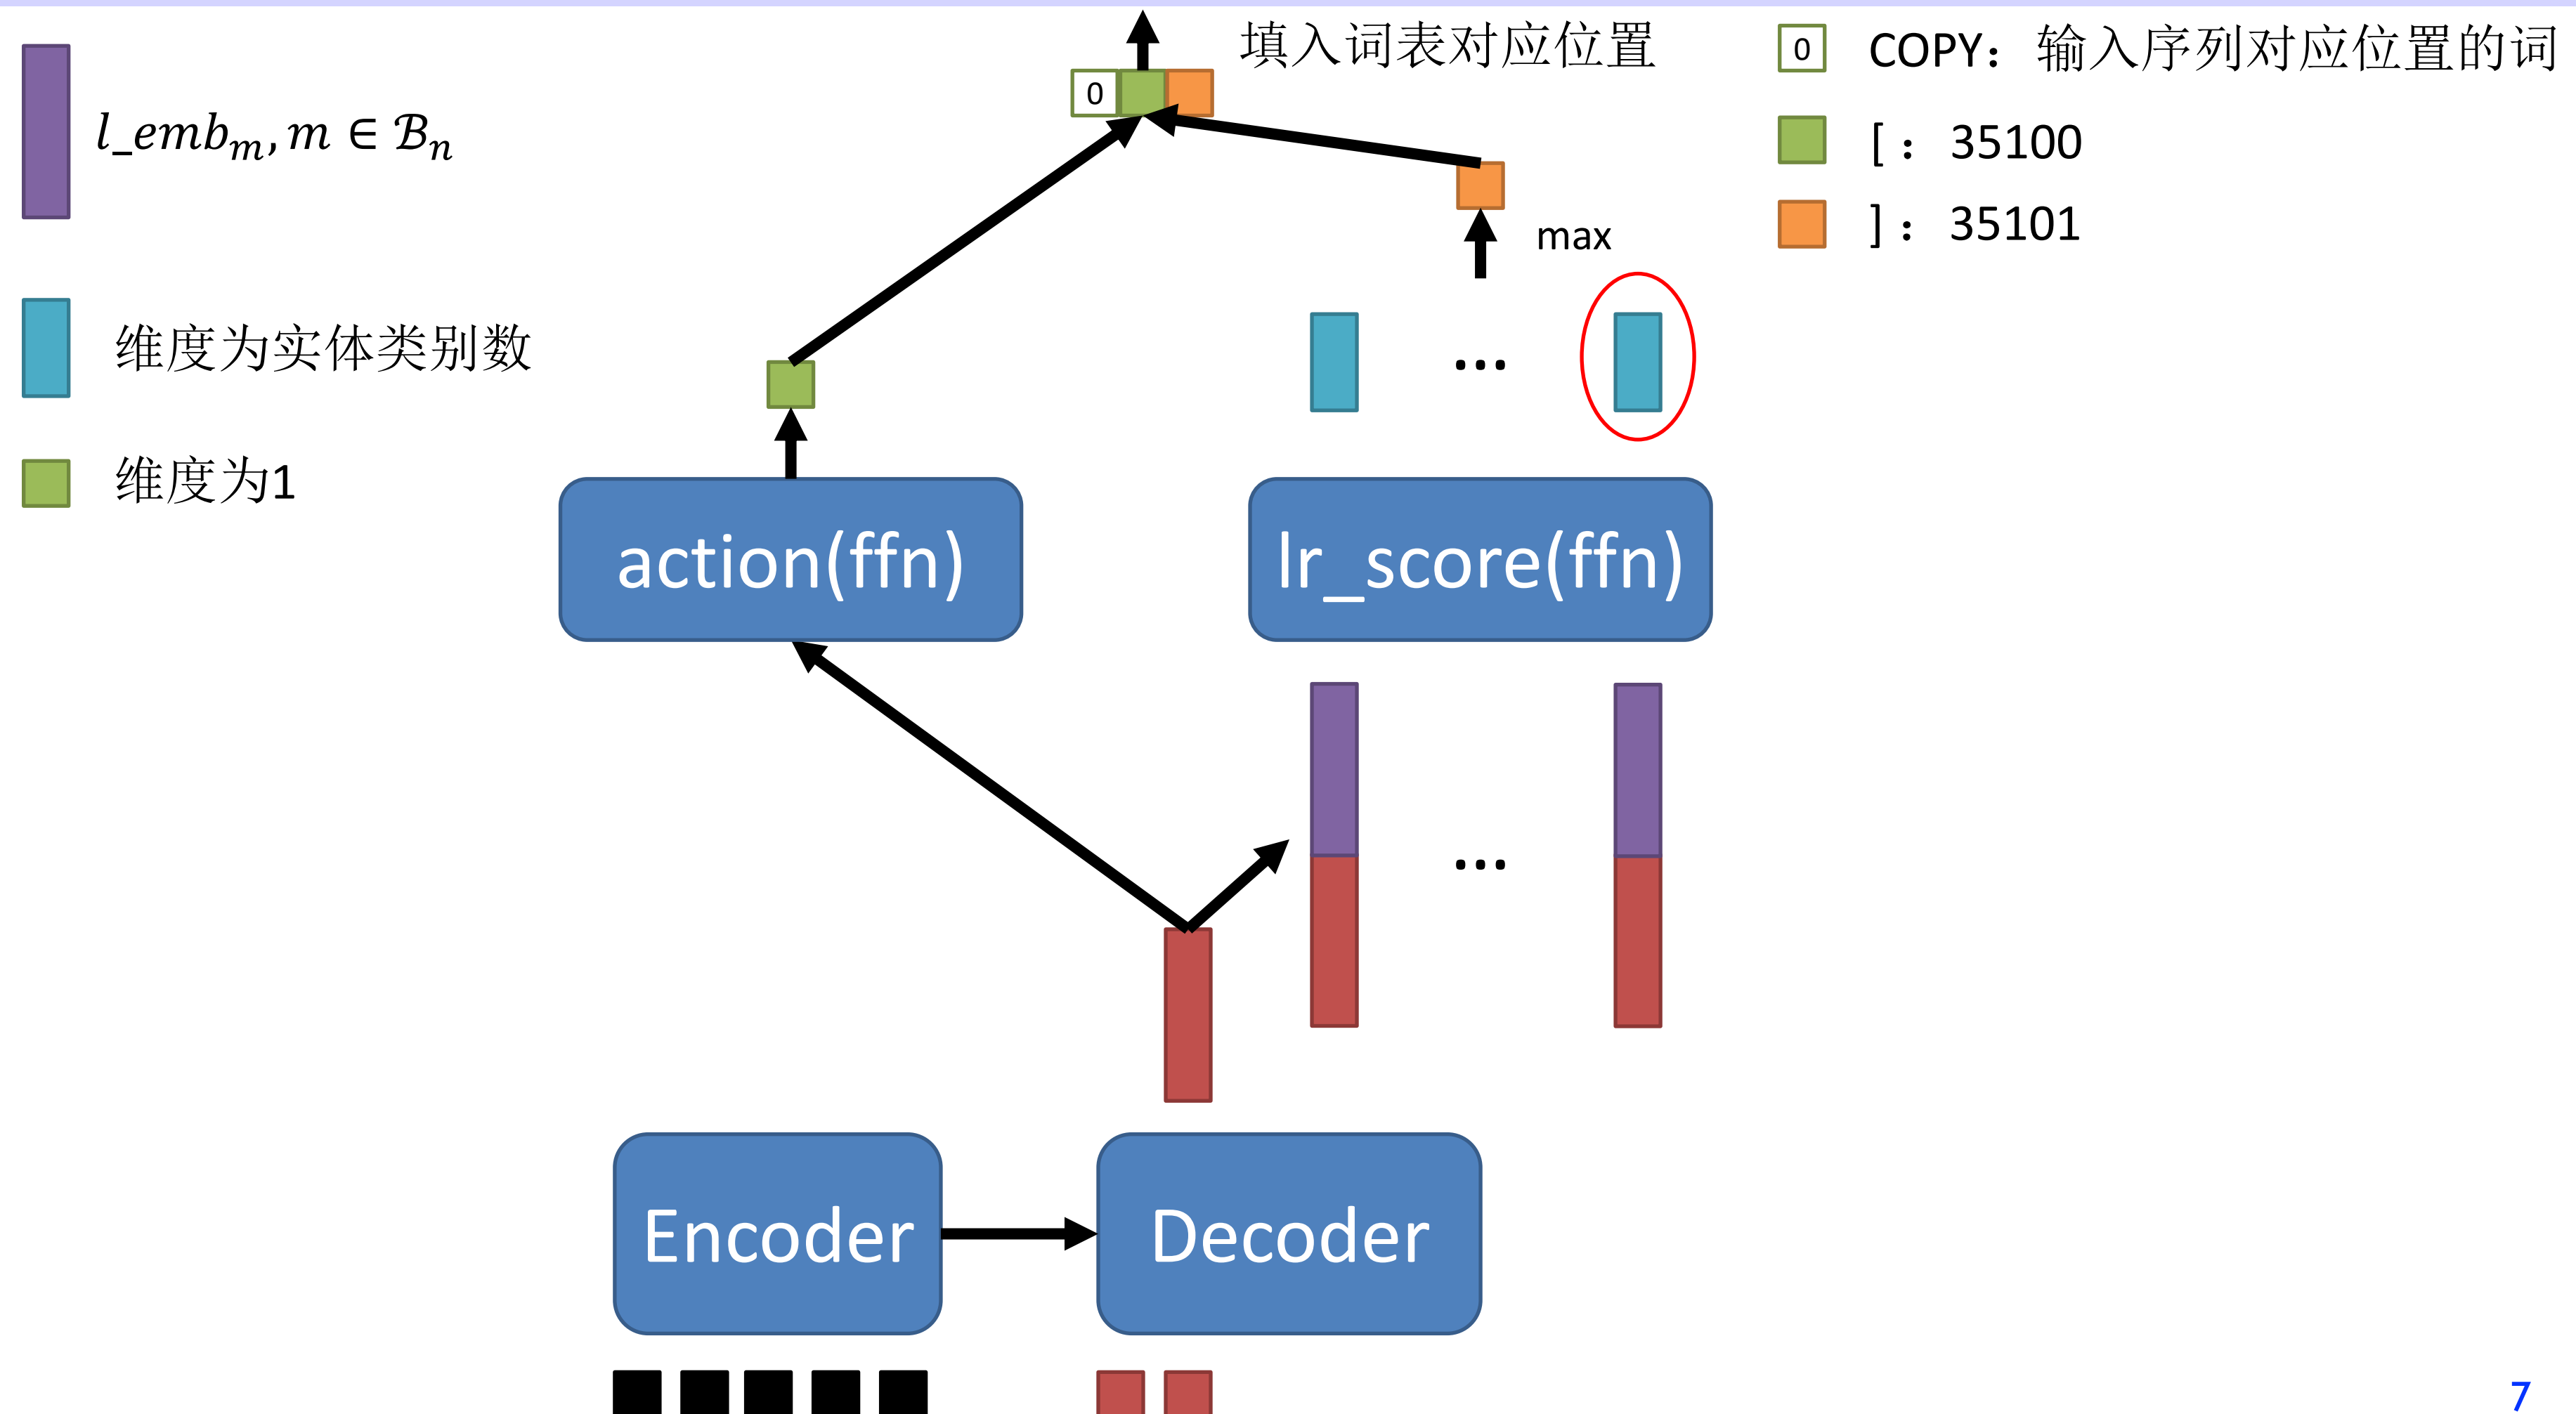 填入词表对应位置
0 COPY：输入序列对应位置的词
0
l_emb_m, m ∈ ℬ_n
[： 35100
]： 35101
max
维度为实体类别数
...
维度为1
action(ffn)
lr_score(ffn)
...
Encoder
Decoder
7